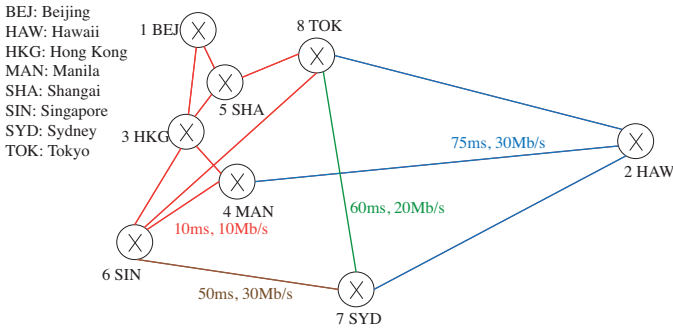 BEJ: Beijing
HAW: Hawaii
HKG: Hong Kong
MAN: Manila
SHA: Shangai
SIN: Singapore
SYD: Sydney
TOK: Tokyo
1 BEJ
8 TOK
5 SHA
3 HKG
75ms, 30Mb/s
2 HAW
4 MAN
60ms, 20Mb/s
10ms, 10Mb/s
6 SIN
50ms, 30Mb/s
7 SYD